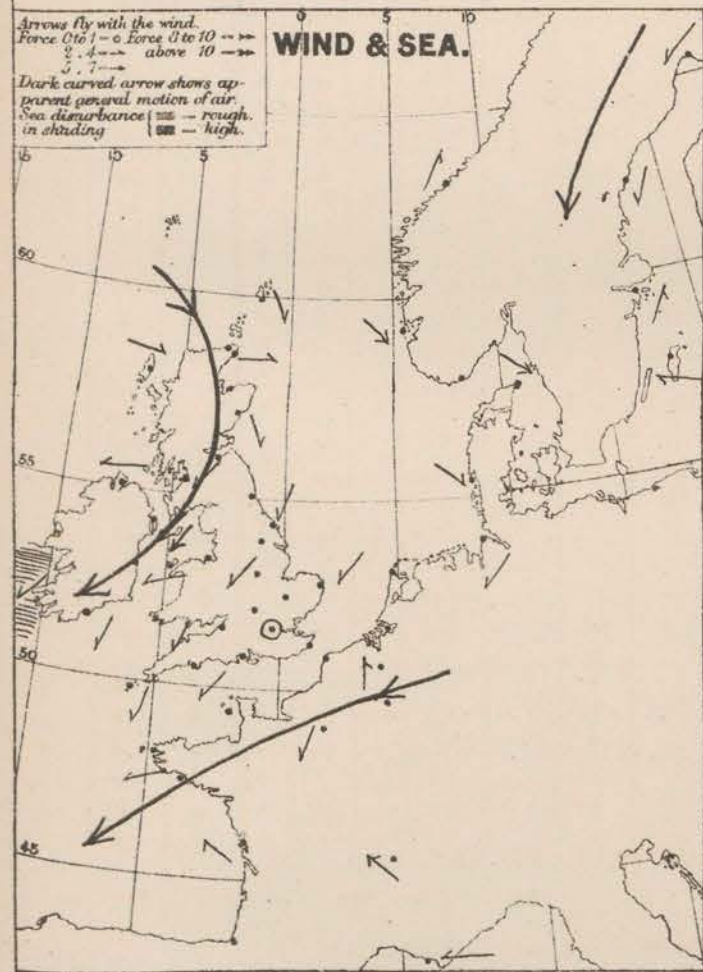 Arrows fly with the wind.
Force 0 to 1 – o Force 8 to 10
2 . 4 above 10
5 . 7
WIND & SEA.
Dark curved arrow shows ap-
parent general motion of air.
Sea disturbance – rough.
in shading – high.
15 10 5 0 5 10
60
55
50
45